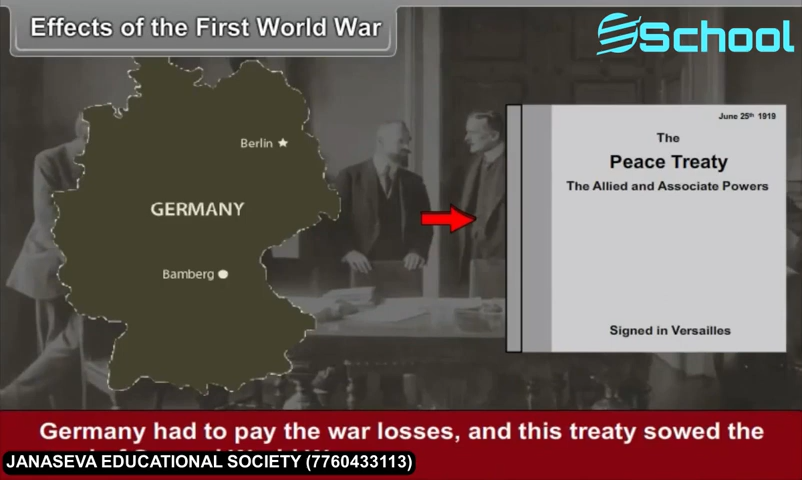 Effects of the First World War
School
Berlin
GERMANY
Bamberg
June 25th 1919
The
Peace Treaty
The Allied and Associate Powers
Signed in Versailles
Germany had to pay the war losses, and this treaty sowed the
JANASEVA EDUCATIONAL SOCIETY (7760433113)